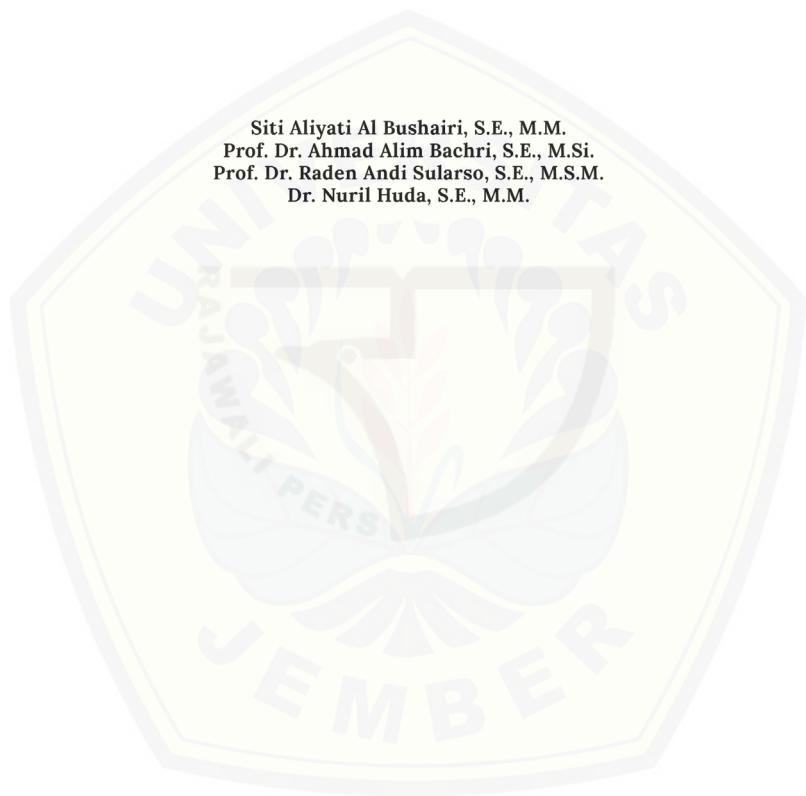 Siti Aliyati Al Bushairi, S.E., M.M.
Prof. Dr. Ahmad Alim Bachri, S.E., M.Si.
Prof. Dr. Raden Andi Sularso, S.E., M.S.M.
Dr. Nuril Huda, S.E., M.M.
UNIVERSITAS
RAJAWALI PERS
JEMBER